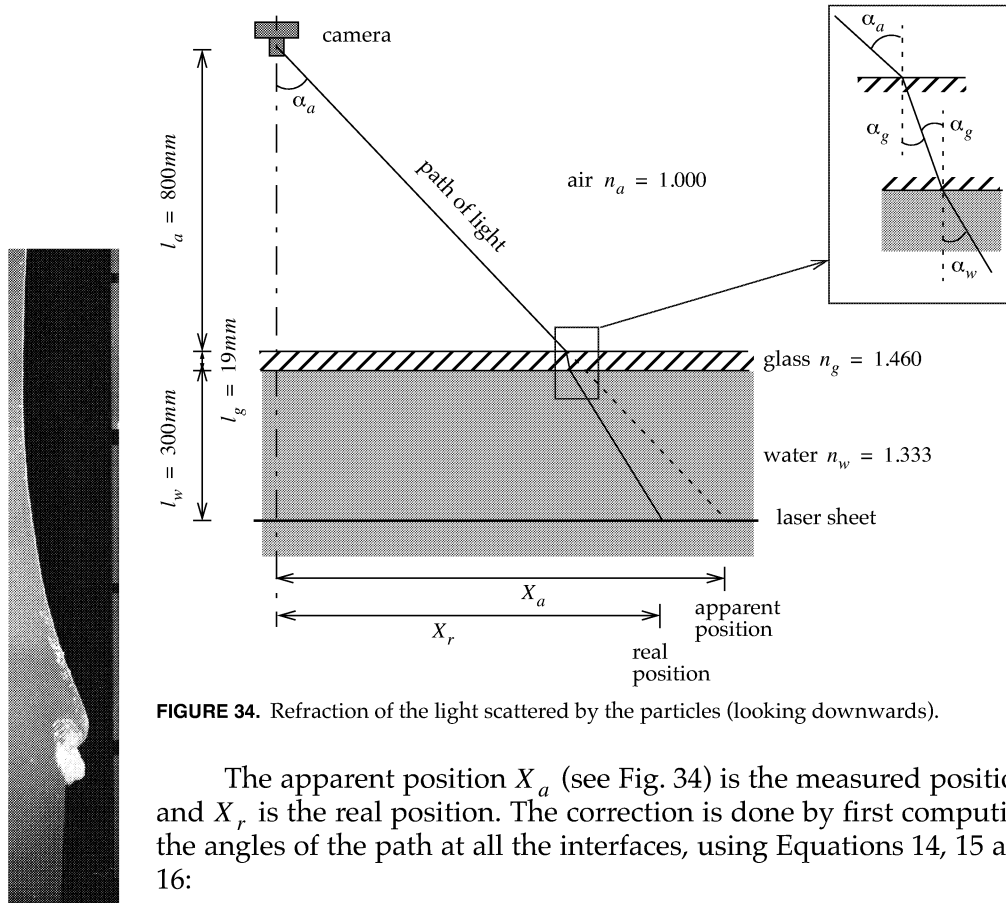 camera
α_a
l_a = 800mm
path of light
air n_a = 1.000
α_a
α_g
α_g
α_w
l_g = 19mm
glass n_g = 1.460
l_w = 300mm
water n_w = 1.333
laser sheet
X_a
apparent
position
X_r
real
position
FIGURE 34. Refraction of the light scattered by the particles (looking downwards).
The apparent position X_a (see Fig. 34) is the measured positio
and X_r is the real position. The correction is done by first computi
the angles of the path at all the interfaces, using Equations 14, 15 a
16: